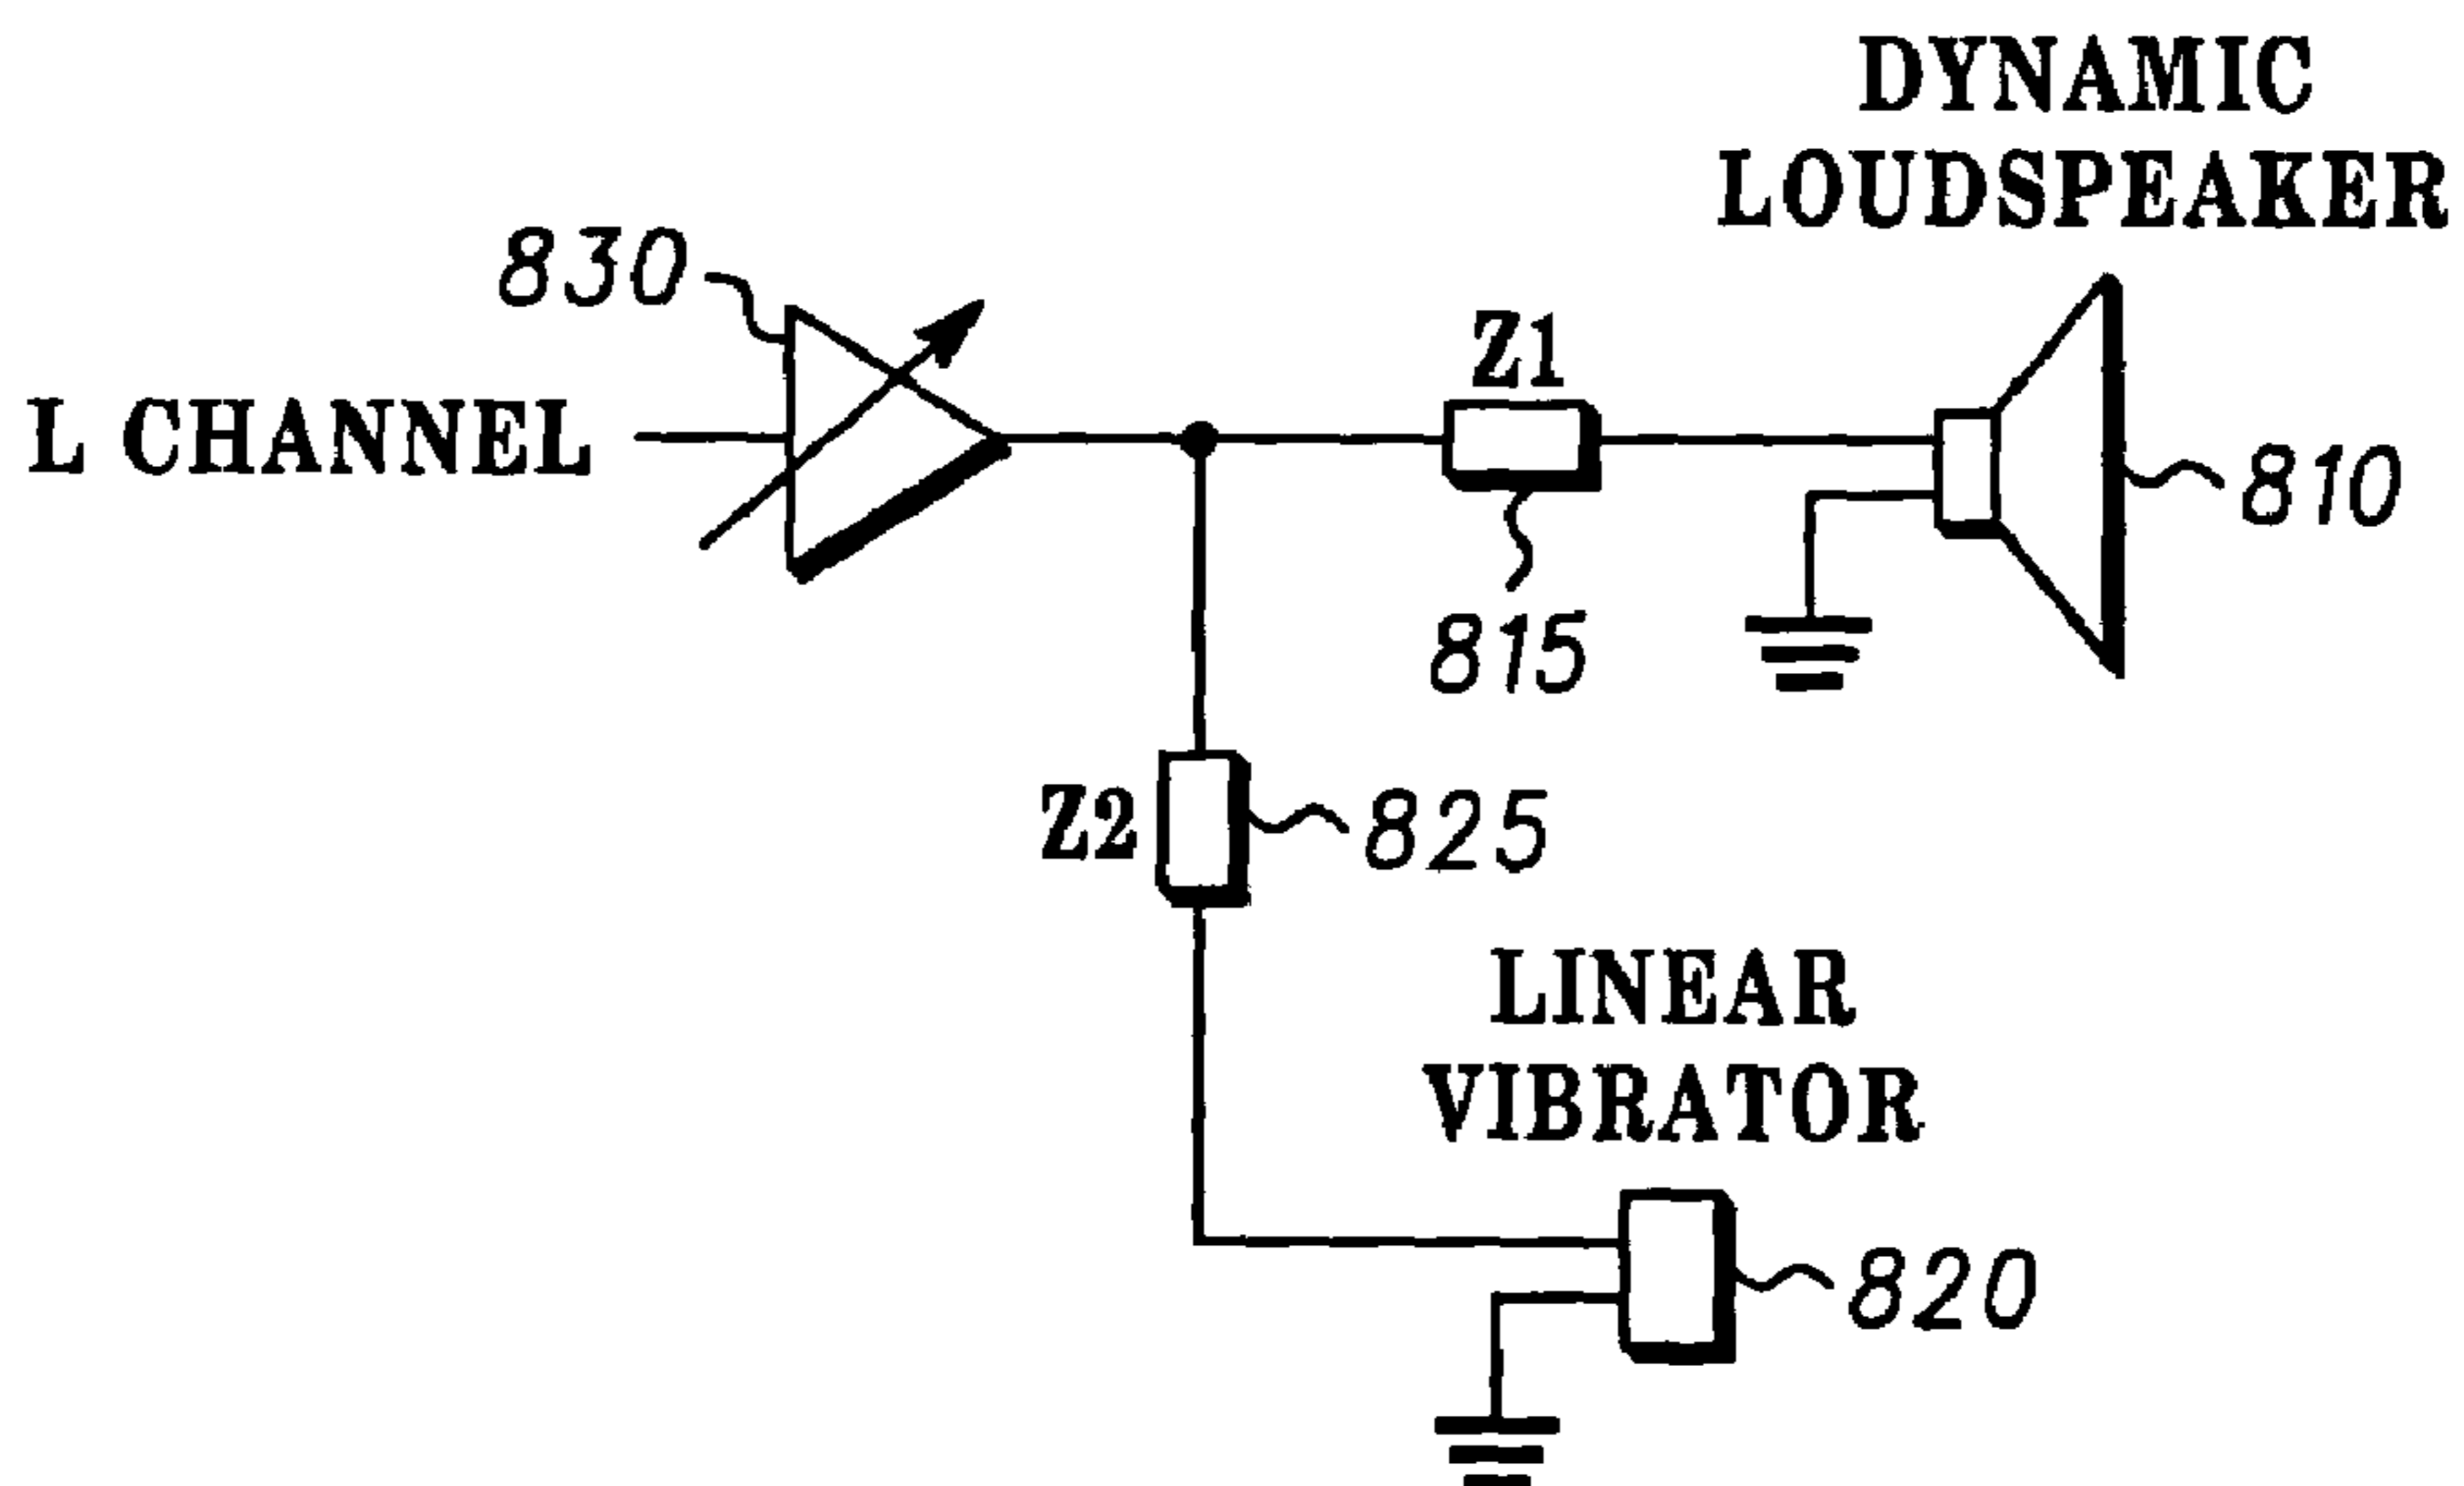 DYNAMIC
LOUDSPEAKER
830
Z1
L CHANNEL
810
815
Z2
825
LINEAR
VIBRATOR
820